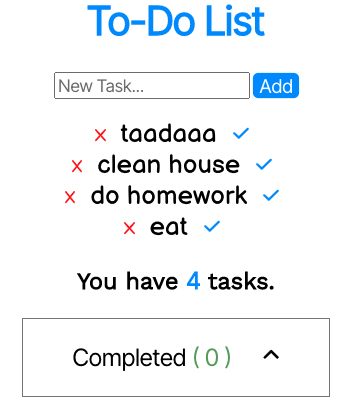 To-Do List
New Task...
Add
taadaaa
clean house
do homework
eat
You have 4 tasks.
Completed ( 0 )